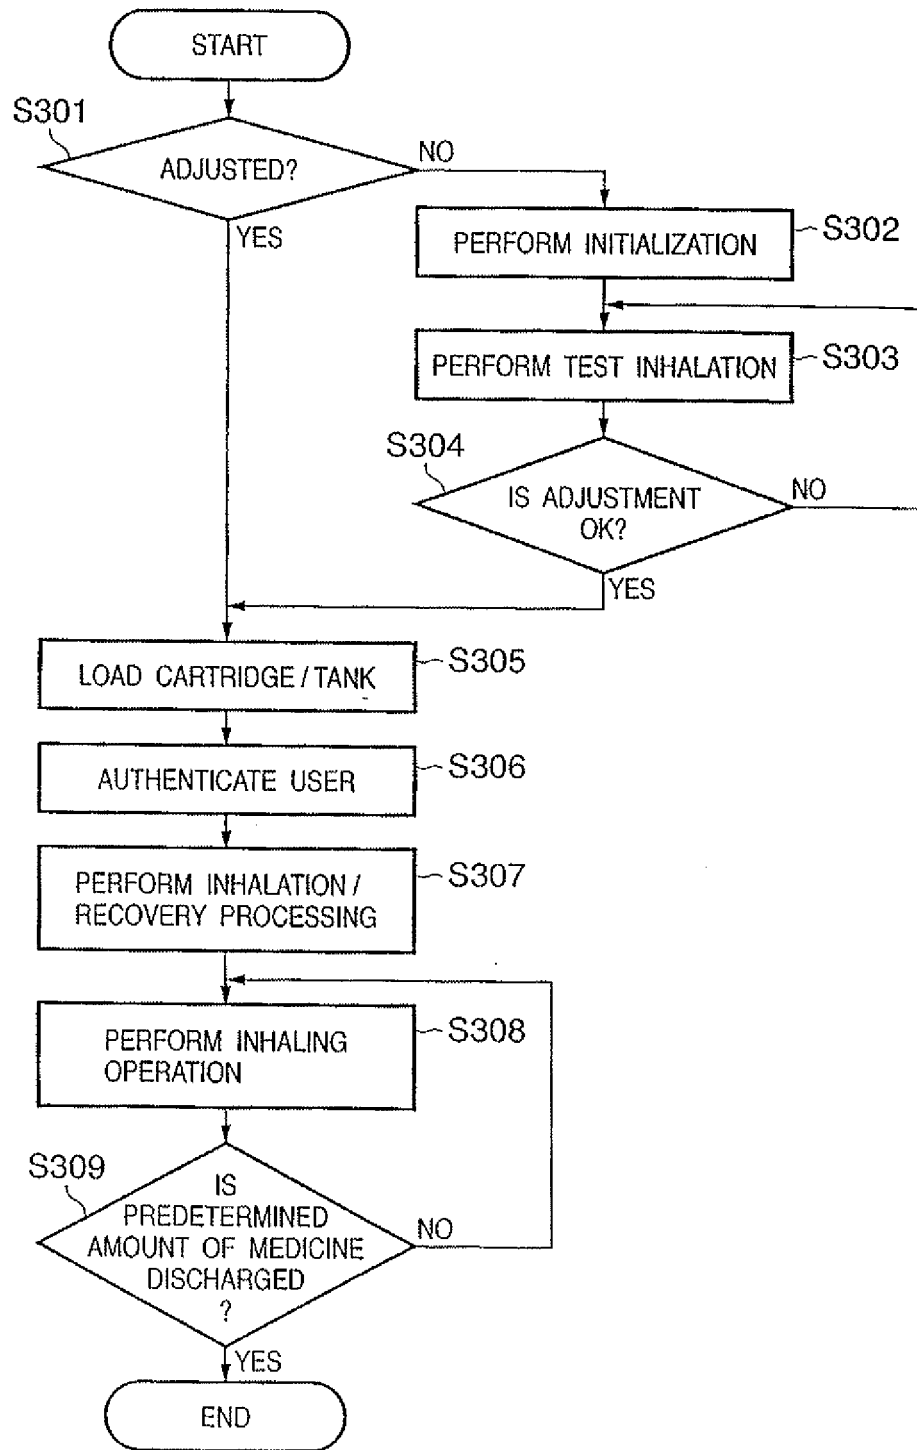 START
S301
ADJUSTED?
NO
YES
PERFORM INITIALIZATION
S302
PERFORM TEST INHALATION
S303
S304
IS ADJUSTMENT
OK?
NO
YES
LOAD CARTRIDGE / TANK
S305
AUTHENTICATE USER
S306
PERFORM INHALATION /
RECOVERY PROCESSING
S307
PERFORM INHALING
OPERATION
S308
S309
IS
PREDETERMINED
AMOUNT OF MEDICINE
DISCHARGED
?
NO
YES
END